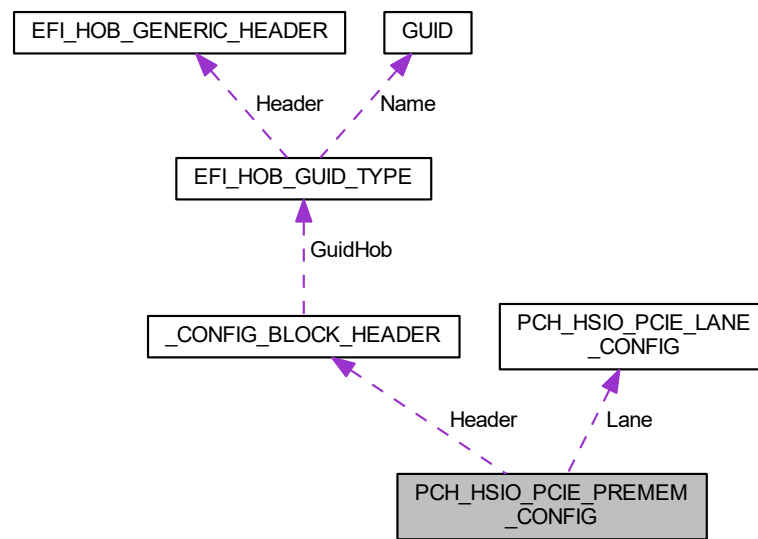 EFI_HOB_GENERIC_HEADER
GUID
Header
Name
EFI_HOB_GUID_TYPE
GuidHob
_CONFIG_BLOCK_HEADER
PCH_HSIO_PCIE_LANE
_CONFIG
Header
Lane
PCH_HSIO_PCIE_PREMEM
_CONFIG